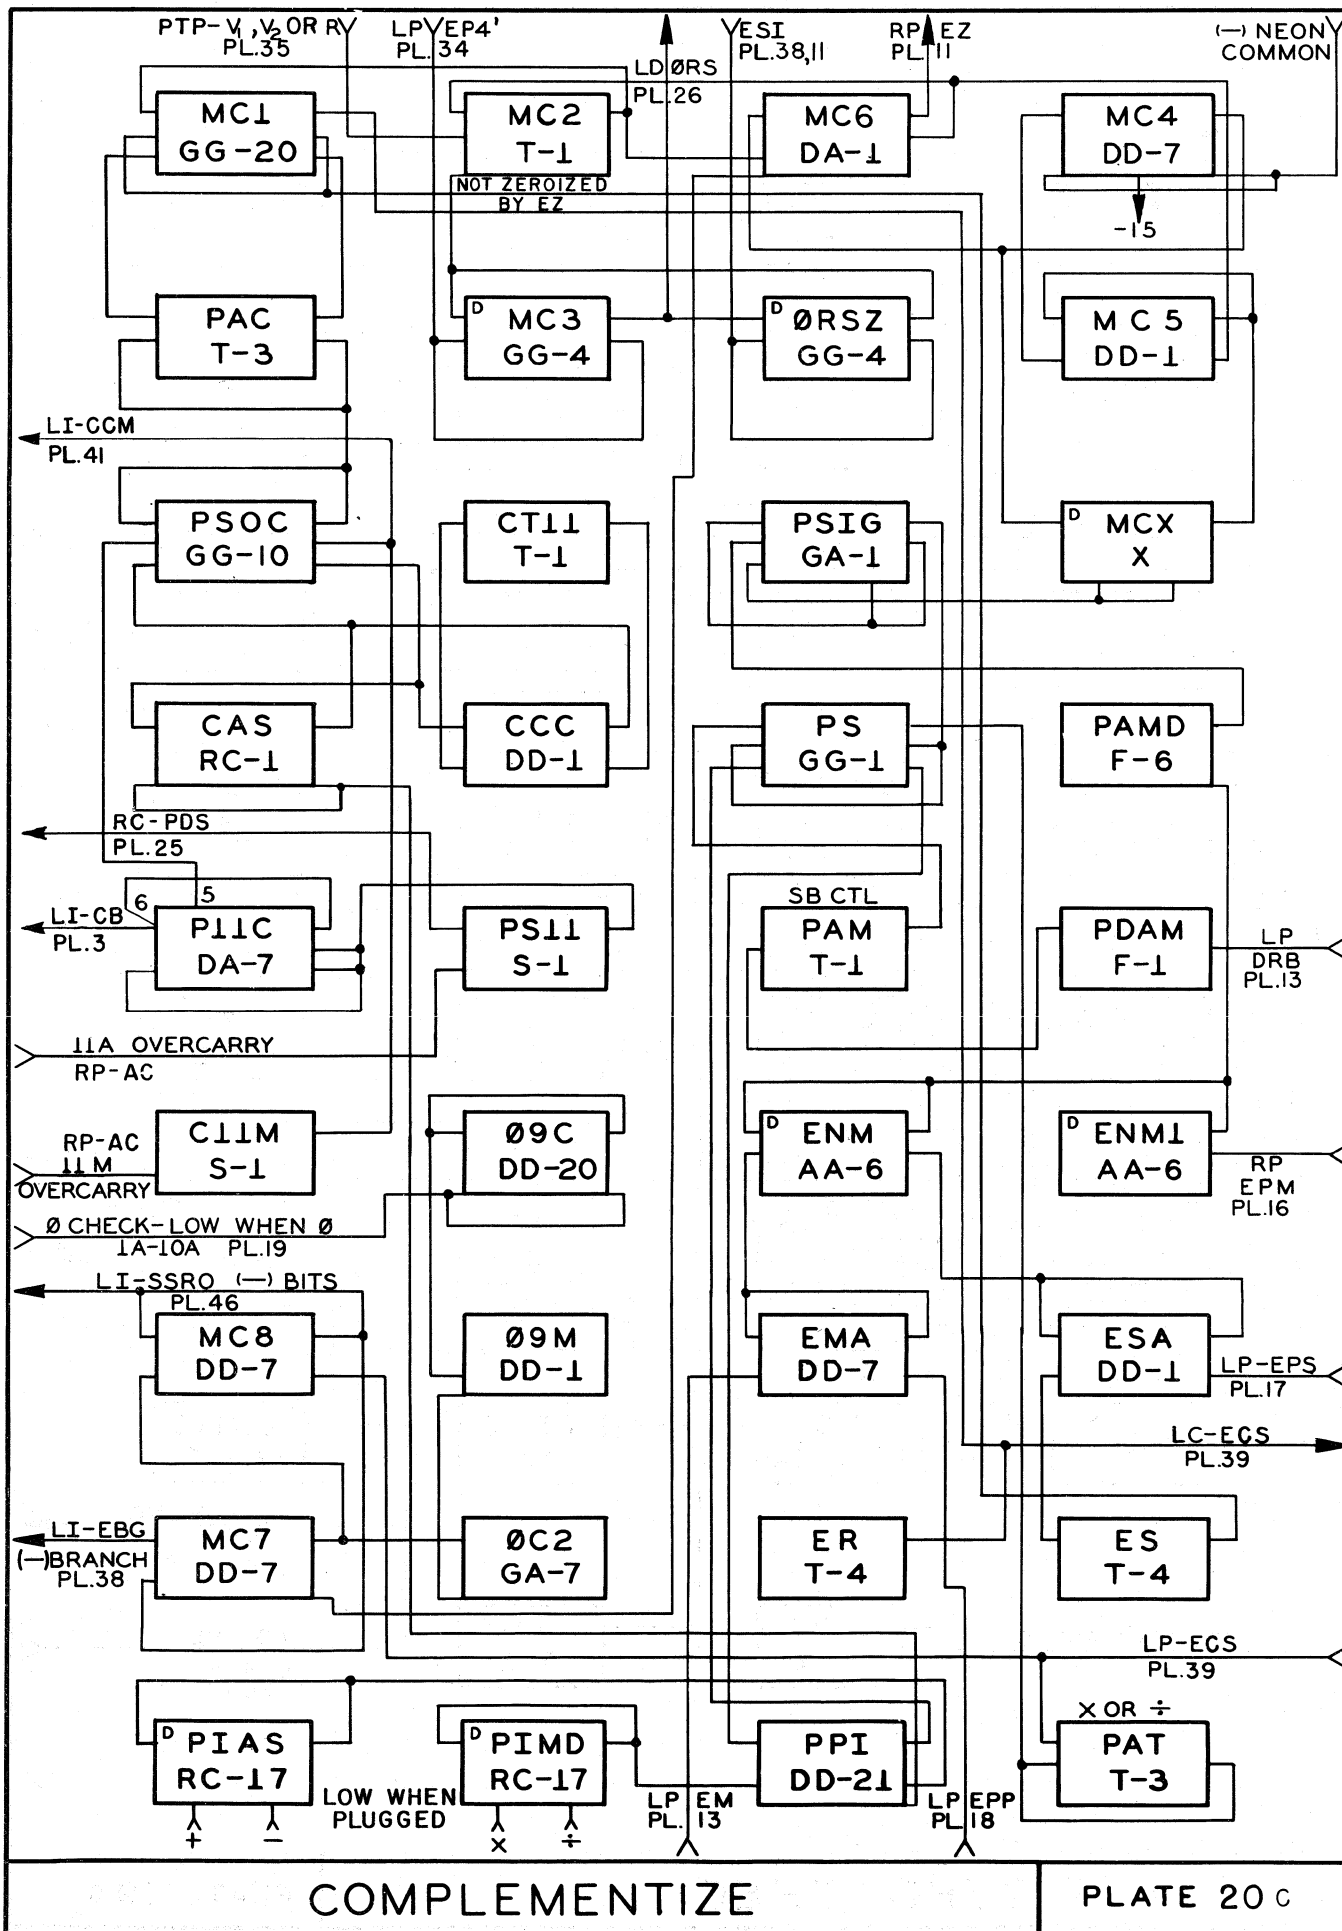 PTP-V1, V2 OR R
PL.35
LP EP4'
PL.34
LD ØRS
PL.26
ESI
PL.38,11
RP EZ
PL.11
(-) NEON
COMMON
MC1
GG-20
MC2
T-1
NOT ZEROIZED
BY EZ
MC6
DA-1
MC4
DD-7
-15
PAC
T-3
D MC3
GG-4
D ØRSZ
GG-4
MC5
DD-1
LI-CCM
PL.41
PSOC
GG-10
CT11
T-1
PSIG
GA-1
D MCX
X
CAS
RC-1
CCC
DD-1
PS
GG-1
PAMD
F-6
RC-PDS
PL.25
6
5
LI-CB
PL.3
P11C
DA-7
PS11
S-1
SB CTL
PAM
T-1
PDAM
F-1
LP
DRB
PL.13
11A OVERCARRY
RP-AC
RP-AC
11M
OVERCARRY
C11M
S-1
Ø9C
DD-20
D ENM
AA-6
D ENM1
AA-6
RP
EPM
PL.16
Ø CHECK-LOW WHEN Ø
1A-10A PL.19
LI-SSRO (-) BITS
PL.46
MC8
DD-7
Ø9M
DD-1
EMA
DD-7
ESA
DD-1
LP-EPS
PL.17
LC-ECS
PL.39
LI-EBG
(-)BRANCH
PL.38
MC7
DD-7
ØC2
GA-7
ER
T-4
ES
T-4
LP-ECS
PL.39
D PIAS
RC-17
+ -
LOW WHEN
PLUGGED
D PIMD
RC-17
× ÷
LP EM
PL.13
PPI
DD-21
LP EPP
PL.18
X OR ÷
PAT
T-3
COMPLEMENTIZE
PLATE 20 C